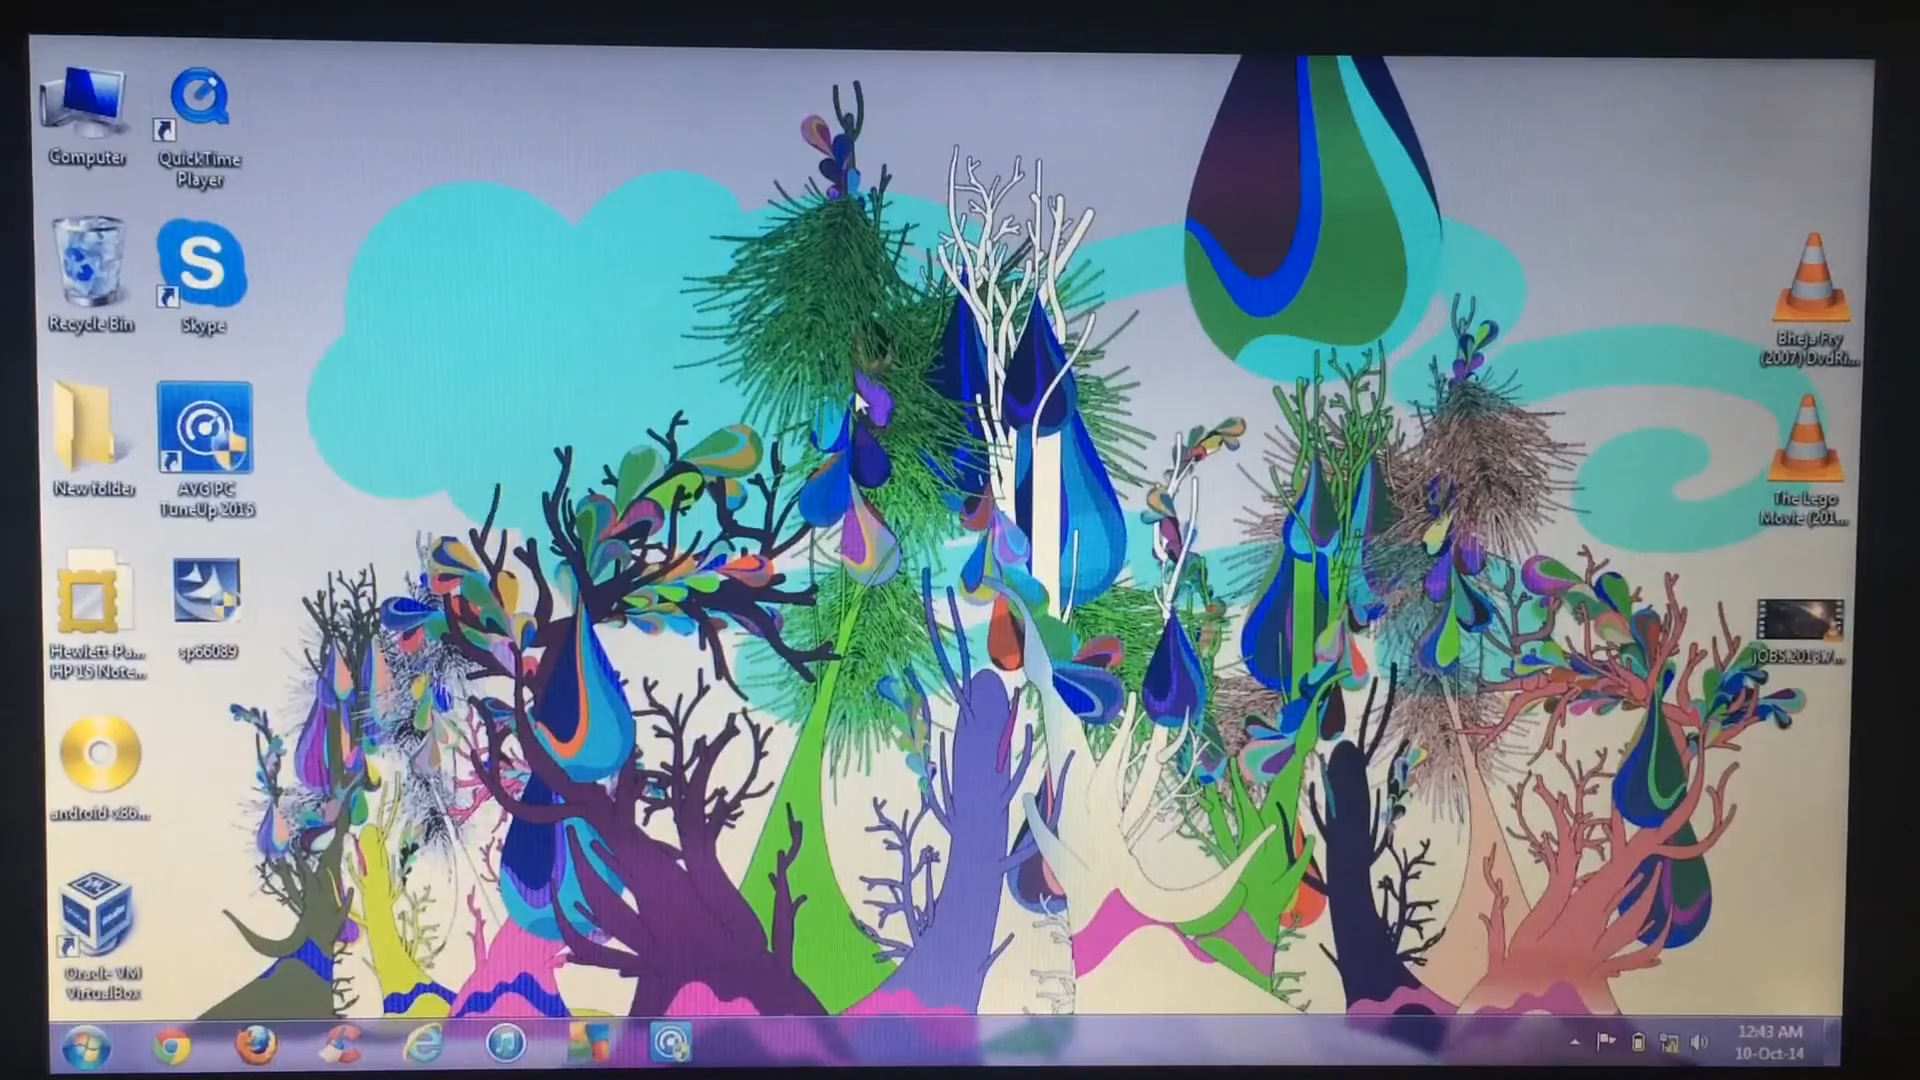 Computer
QuickTime
Player
Recycle Bin
S
Skype
New folder
AVG PC
TuneUp 2015
Hewlett-Pa...
HP 15 Note...
sp66089
android-x86...
Oracle VM
VirtualBox
Bheja Fry
(2007) DvdRi...
The Lego
Movie (201...
12:43 AM
10-Oct-14